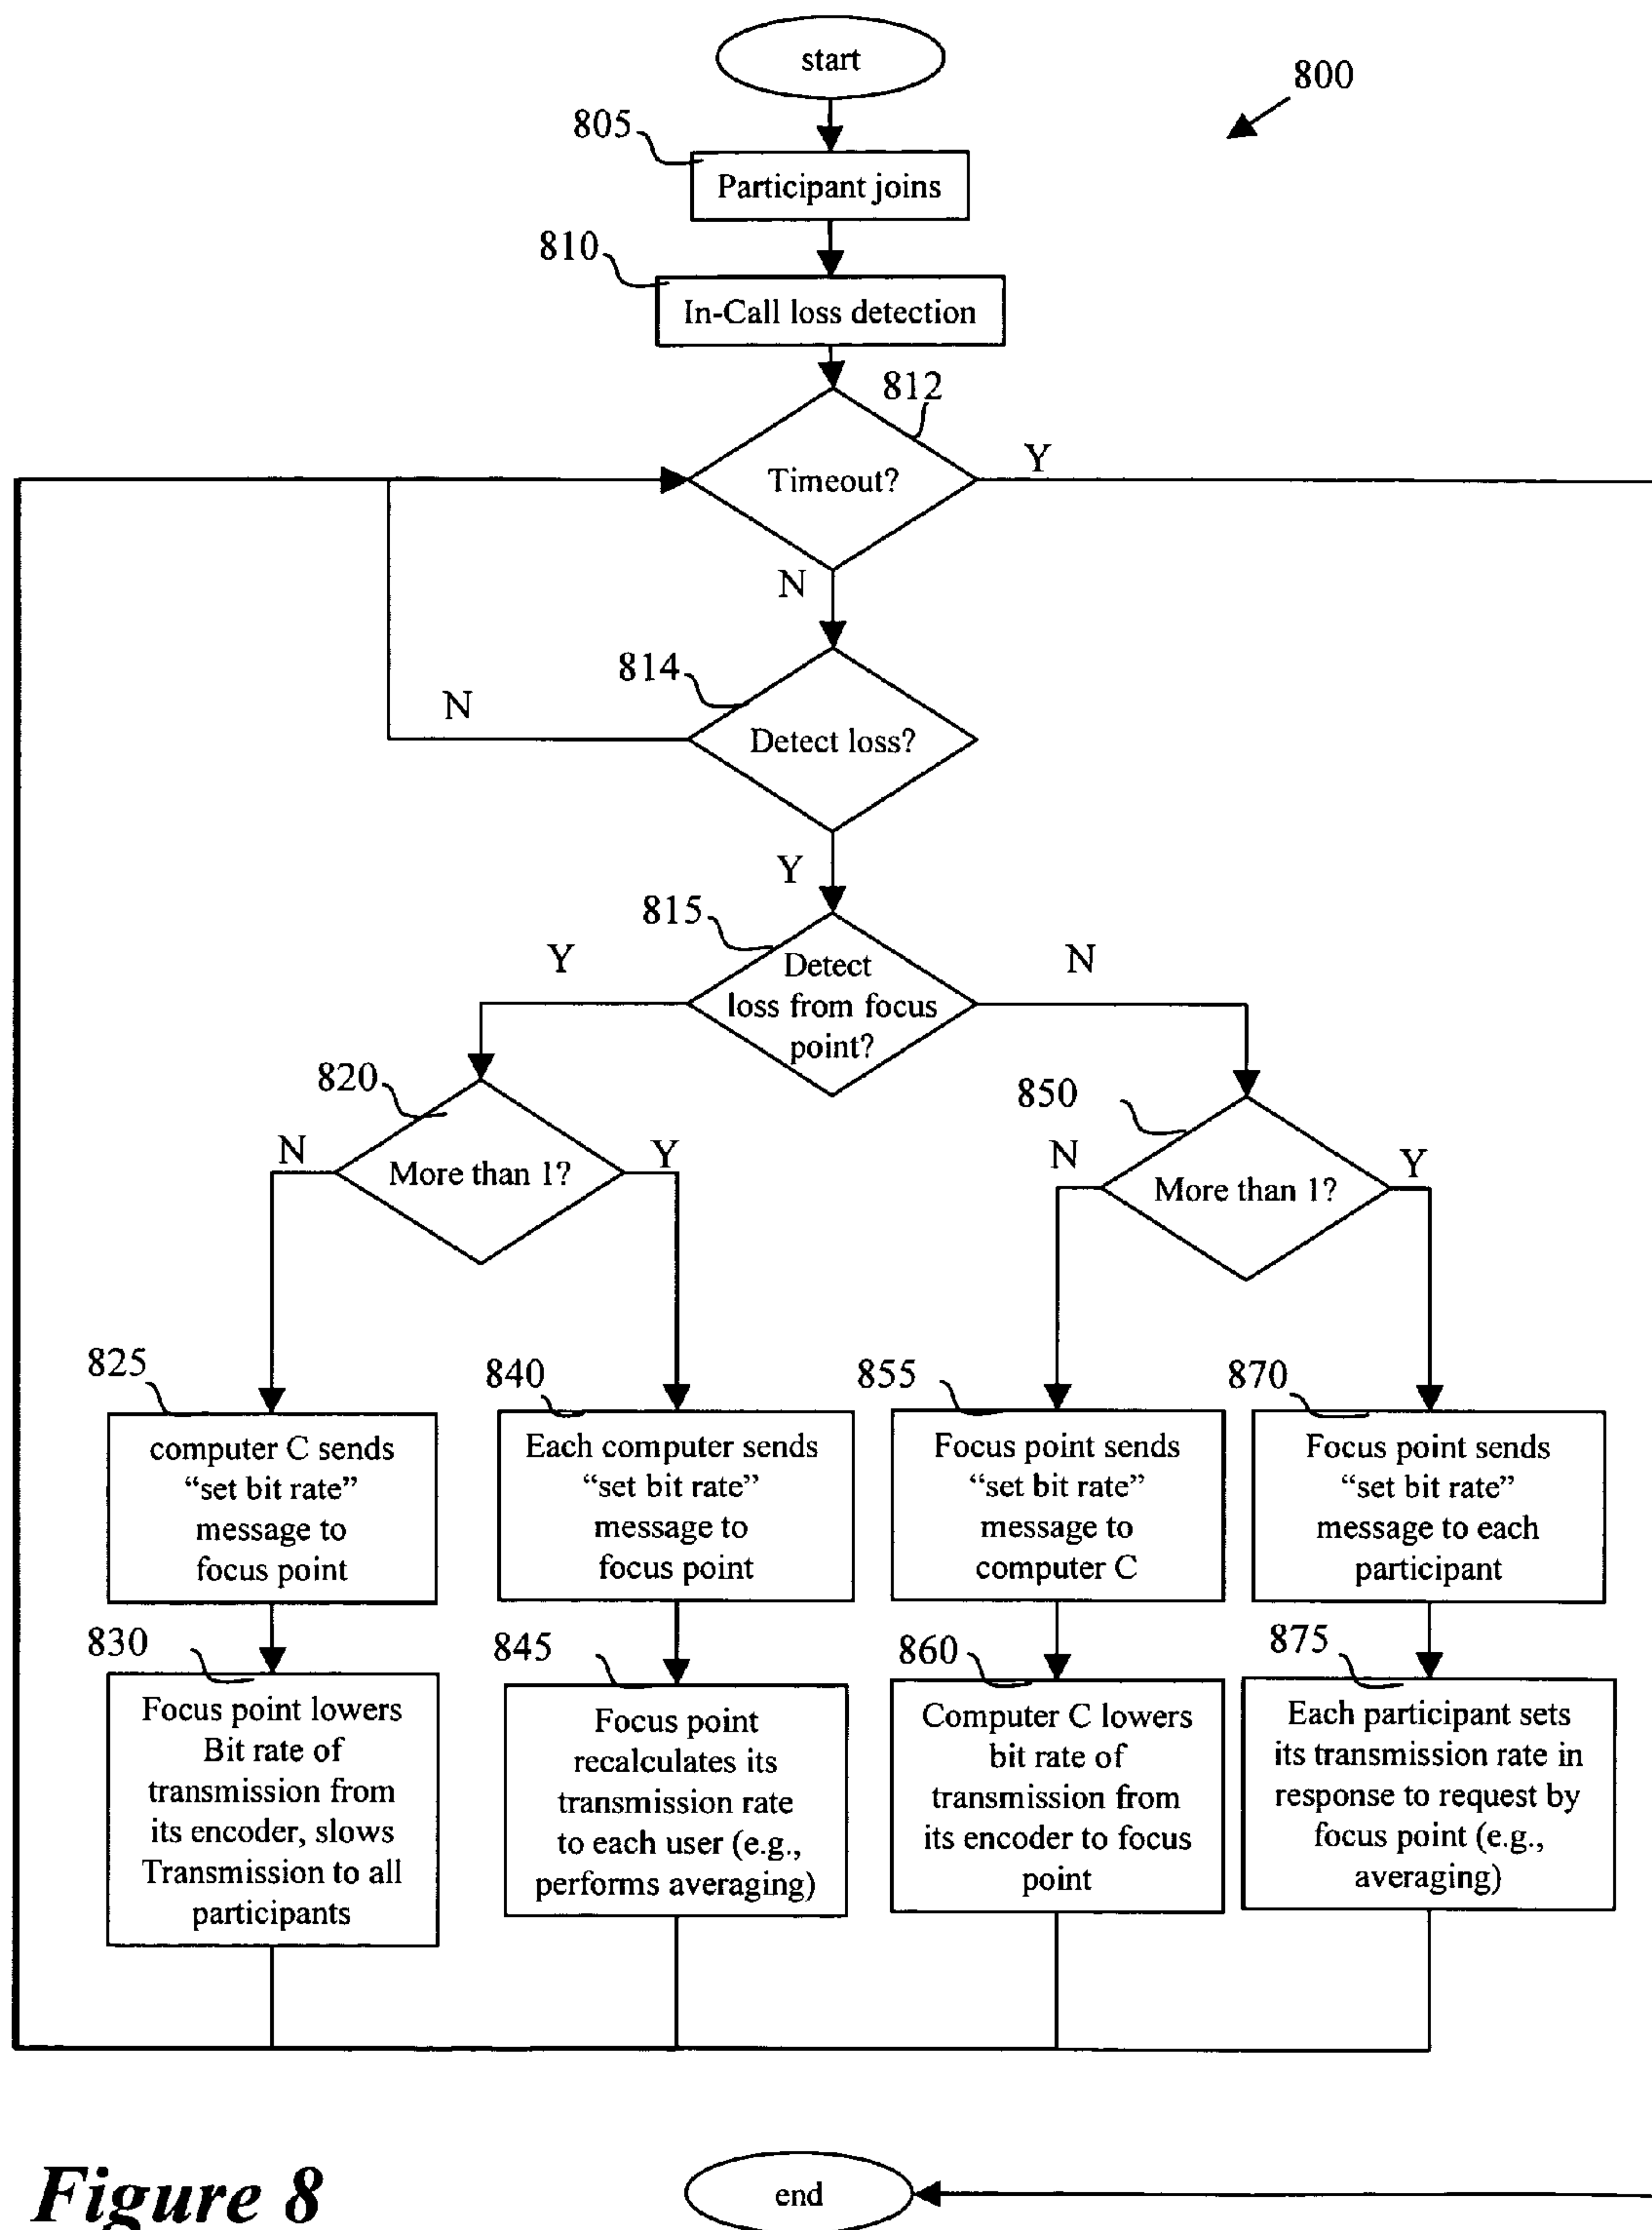 start
800
805
Participant joins
810
In-Call loss detection
812
Timeout?
Y
N
814
Detect loss?
N
Y
815
Detect
loss from focus
point?
Y
N
820
More than 1?
N
Y
850
More than 1?
N
Y
825
computer C sends
“set bit rate”
message to
focus point
840
Each computer sends
“set bit rate”
message to
focus point
855
Focus point sends
“set bit rate”
message to
computer C
870
Focus point sends
“set bit rate”
message to each
participant
830
Focus point lowers
Bit rate of
transmission from
its encoder, slows
Transmission to all
participants
845
Focus point
recalculates its
transmission rate
to each user (e.g.,
performs averaging)
860
Computer C lowers
bit rate of
transmission from
its encoder to focus
point
875
Each participant sets
its transmission rate in
response to request by
focus point (e.g.,
averaging)
Figure 8
end